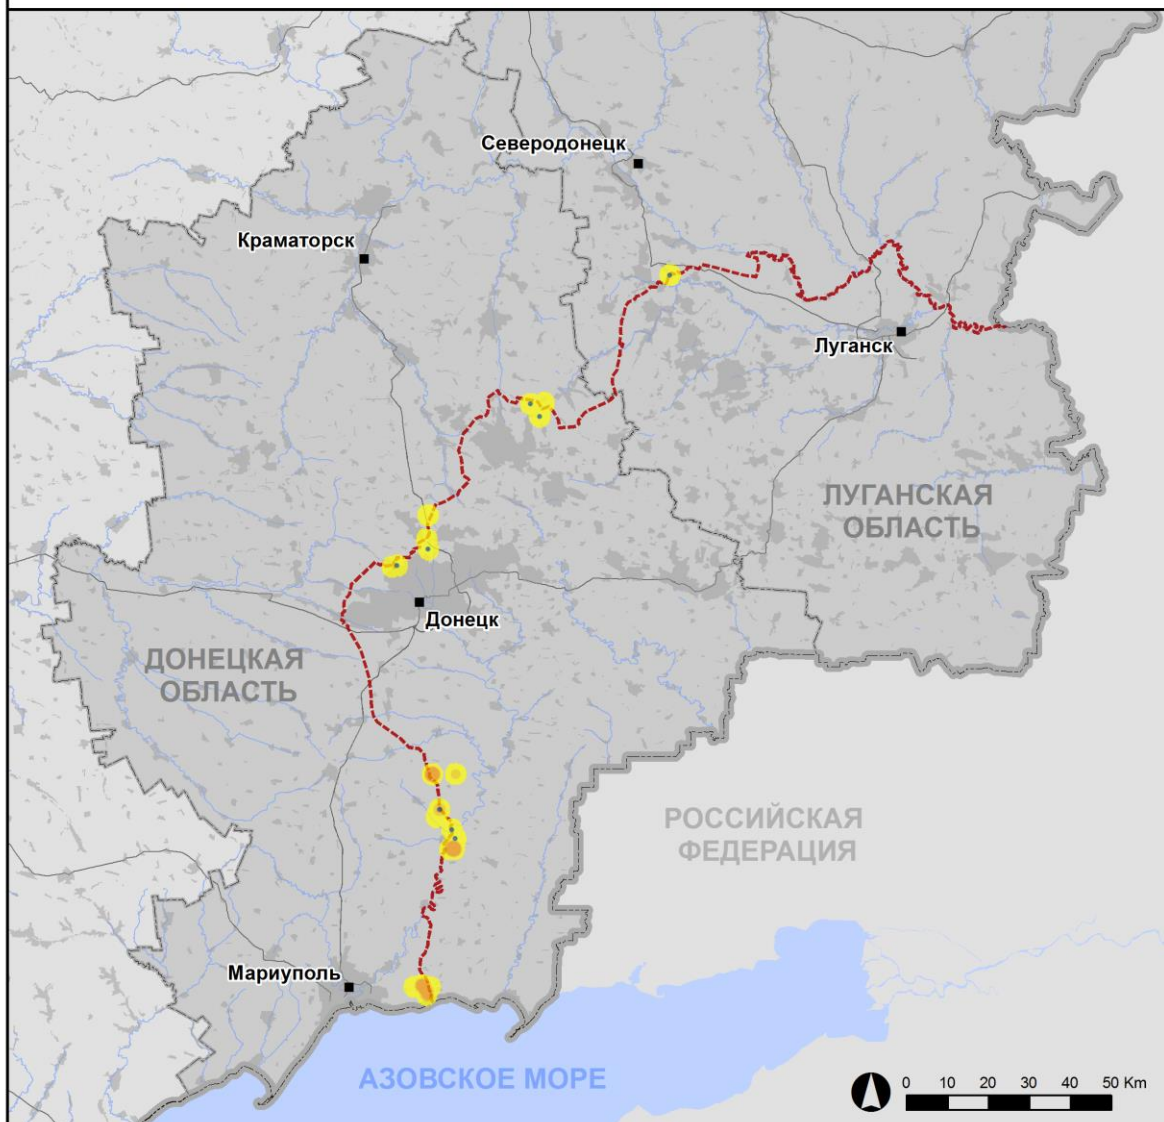 Северодонецк
Краматорск
Луганск
ЛУГАНСКАЯ
ОБЛАСТЬ
Донецк
ДОНЕЦКАЯ
ОБЛАСТЬ
РОССИЙСКАЯ
ФЕДЕРАЦИЯ
Мариуполь
АЗОВСКОЕ МОРЕ
0 10 20 30 40 50 Km